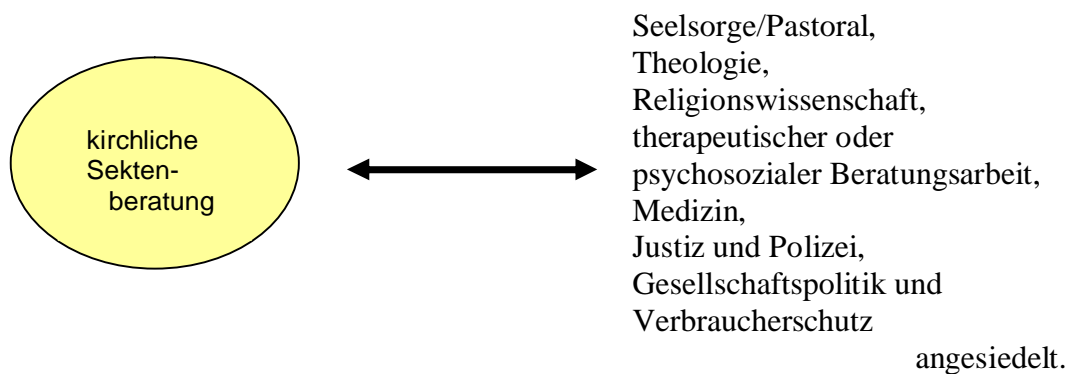 kirchliche
Sekten-
beratung
Seelsorge/Pastoral,
Theologie,
Religionswissenschaft,
therapeutischer oder
psychosozialer Beratungsarbeit,
Medizin,
Justiz und Polizei,
Gesellschaftspolitik und
Verbraucherschutz
angesiedelt.